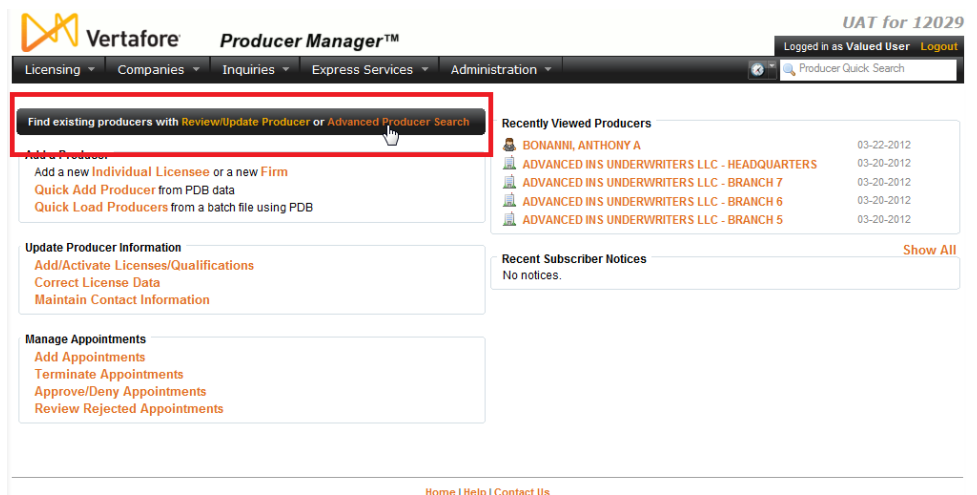 UAT for 12029
Vertafore Producer Manager™
Logged in as Valued User Logout
Licensing Companies Inquiries Express Services Administration Producer Quick Search
Find existing producers with Review/Update Producer or Advanced Producer Search
Add a Producer
Add a new Individual Licensee or a new Firm
Quick Add Producer from PDB data
Quick Load Producers from a batch file using PDB
Update Producer Information
Add/Activate Licenses/Qualifications
Correct License Data
Maintain Contact Information
Manage Appointments
Add Appointments
Terminate Appointments
Approve/Deny Appointments
Review Rejected Appointments
Recently Viewed Producers
BONANNI, ANTHONY A 03-22-2012
ADVANCED INS UNDERWRITERS LLC - HEADQUARTERS 03-20-2012
ADVANCED INS UNDERWRITERS LLC - BRANCH 7 03-20-2012
ADVANCED INS UNDERWRITERS LLC - BRANCH 6 03-20-2012
ADVANCED INS UNDERWRITERS LLC - BRANCH 5 03-20-2012
Show All
Recent Subscriber Notices
No notices.
Home | Help | Contact Us